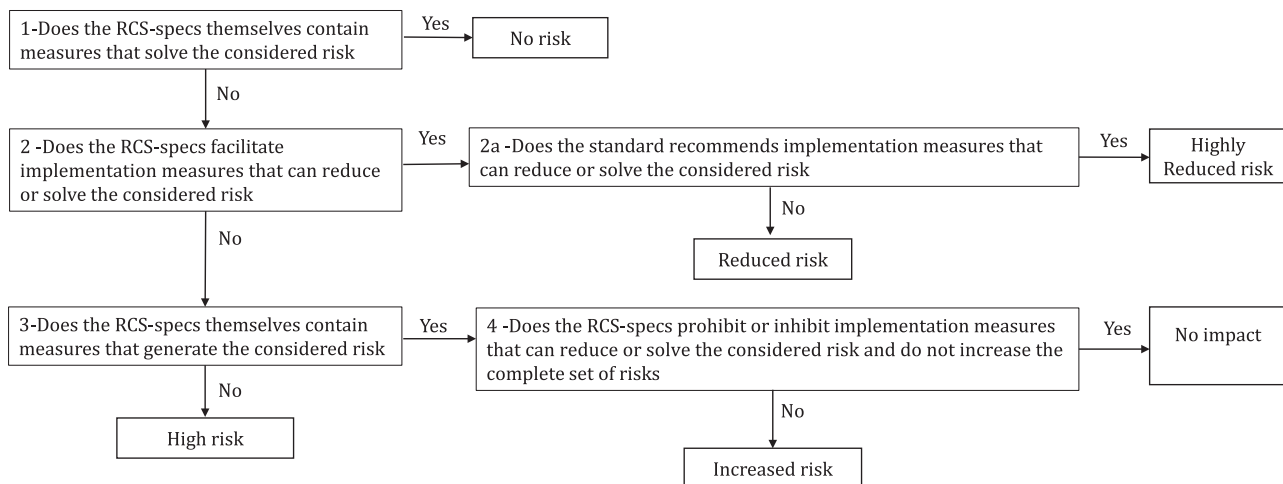 1-Does the RCS-specs themselves contain
measures that solve the considered risk
Yes
No risk
No
2 -Does the RCS-specs facilitate
implementation measures that can reduce
or solve the considered risk
Yes
2a -Does the standard recommends implementation measures that
can reduce or solve the considered risk
Yes
Highly
Reduced risk
No
No
Reduced risk
3-Does the RCS-specs themselves contain
measures that generate the considered risk
Yes
4 -Does the RCS-specs prohibit or inhibit implementation measures
that can reduce or solve the considered risk and do not increase the
complete set of risks
Yes
No impact
No
No
High risk
Increased risk